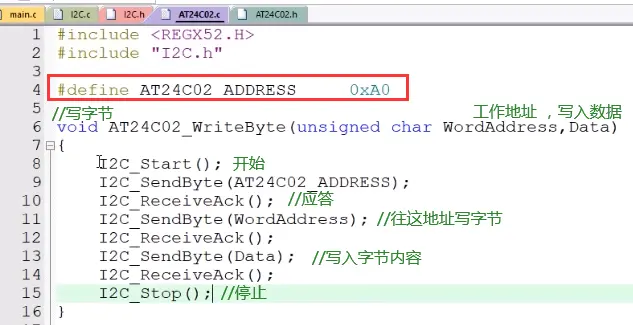 main.c I2C.c I2C.h AT24C02.c AT24C02.h
1 #include <REGX52.H>
2 #include "I2C.h"
3
4 #define AT24C02_ADDRESS 0xA0
5 //写字节 工作地址 ，写入数据
6 void AT24C02_WriteByte(unsigned char WordAddress,Data)
7 {
8 I2C_Start(); 开始
9 I2C_SendByte(AT24C02_ADDRESS);
10 I2C_ReceiveAck(); //应答
11 I2C_SendByte(WordAddress); //往这地址写字节
12 I2C_ReceiveAck();
13 I2C_SendByte(Data); //写入字节内容
14 I2C_ReceiveAck();
15 I2C_Stop(); //停止
16 }